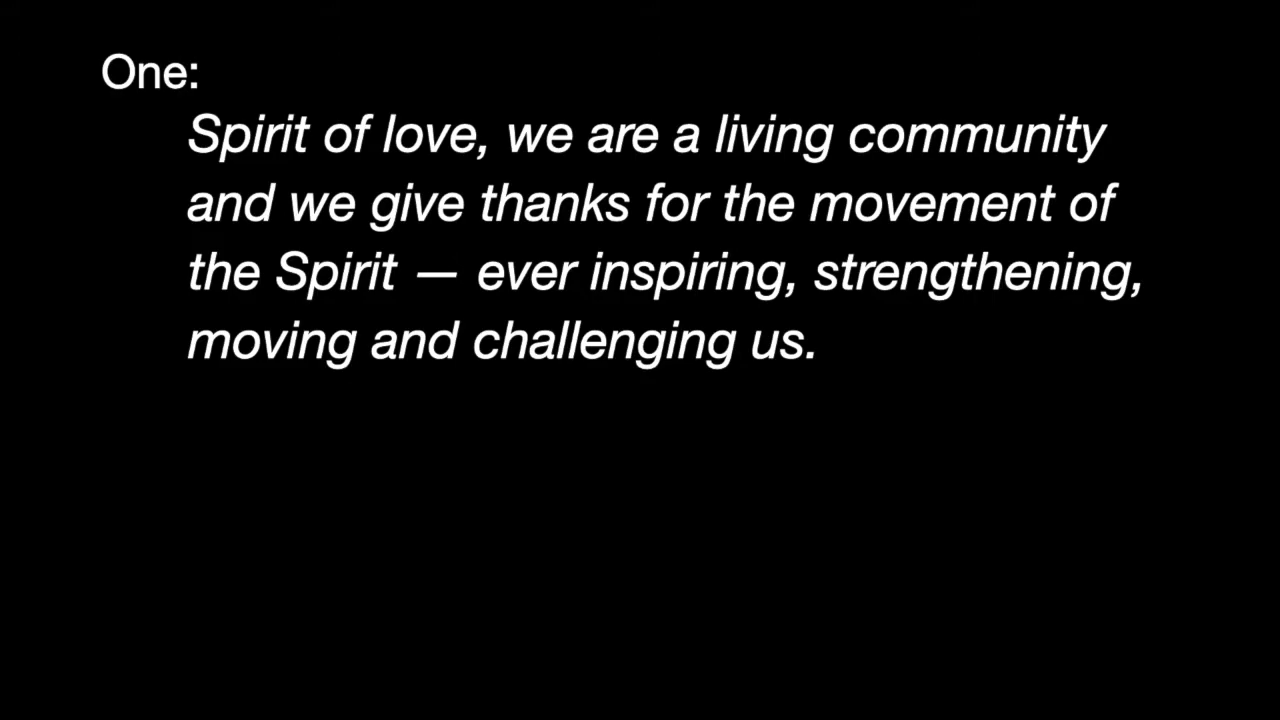 One:
Spirit of love, we are a living community
and we give thanks for the movement of
the Spirit — ever inspiring, strengthening,
moving and challenging us.